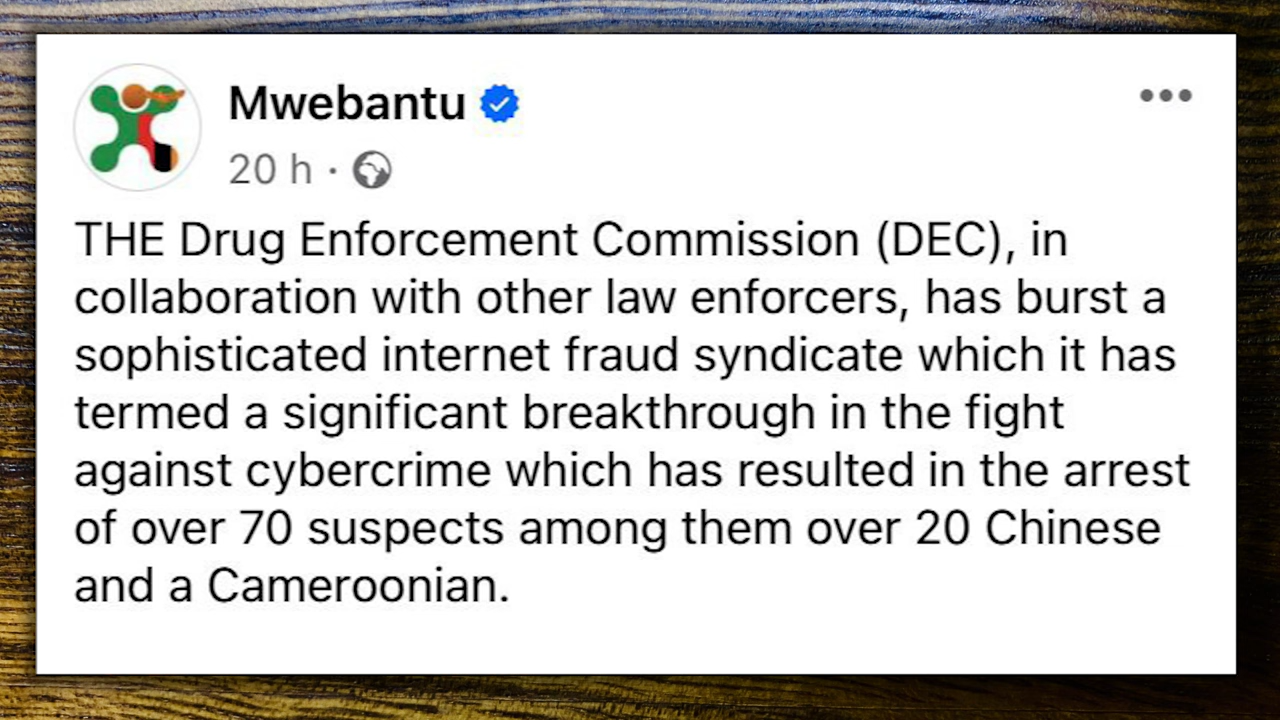 Mwebantu
20 h ·
THE Drug Enforcement Commission (DEC), in
collaboration with other law enforcers, has burst a
sophisticated internet fraud syndicate which it has
termed a significant breakthrough in the fight
against cybercrime which has resulted in the arrest
of over 70 suspects among them over 20 Chinese
and a Cameroonian.